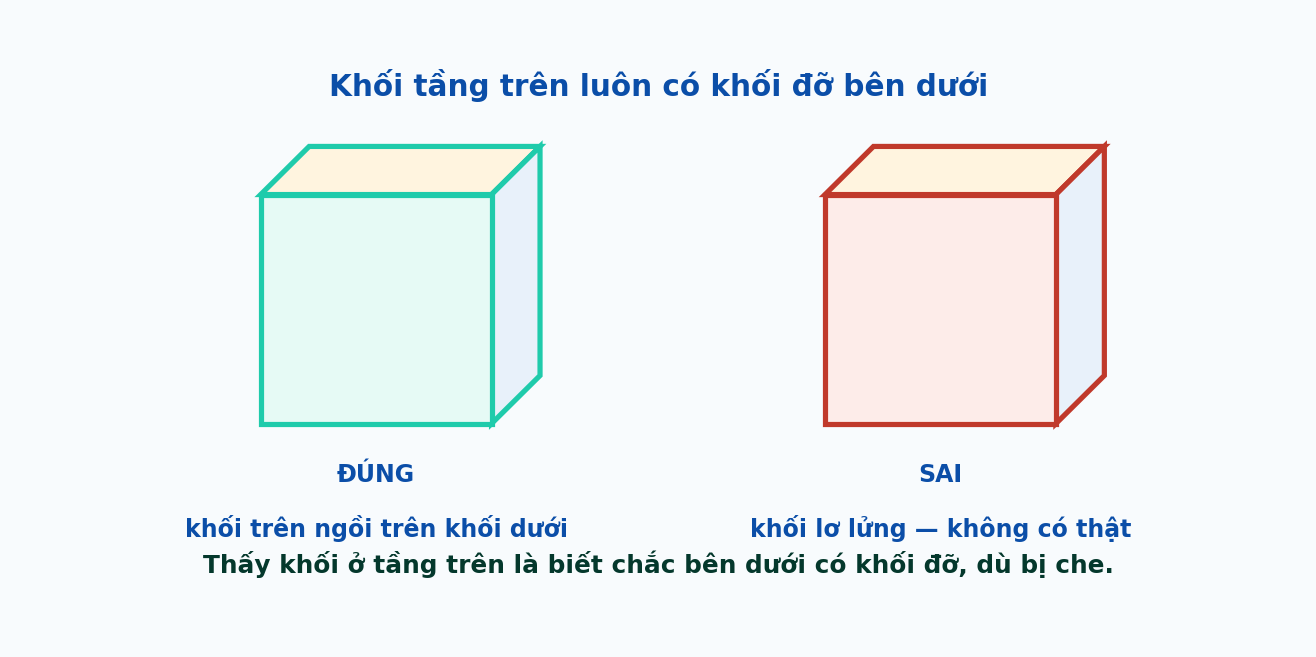 Khối tầng trên luôn có khối đỡ bên dưới
ĐÚNG
SAI
khối trên ngồi trên khối dưới
khối lơ lửng — không có thật
Thấy khối ở tầng trên là biết chắc bên dưới có khối đỡ, dù bị che.